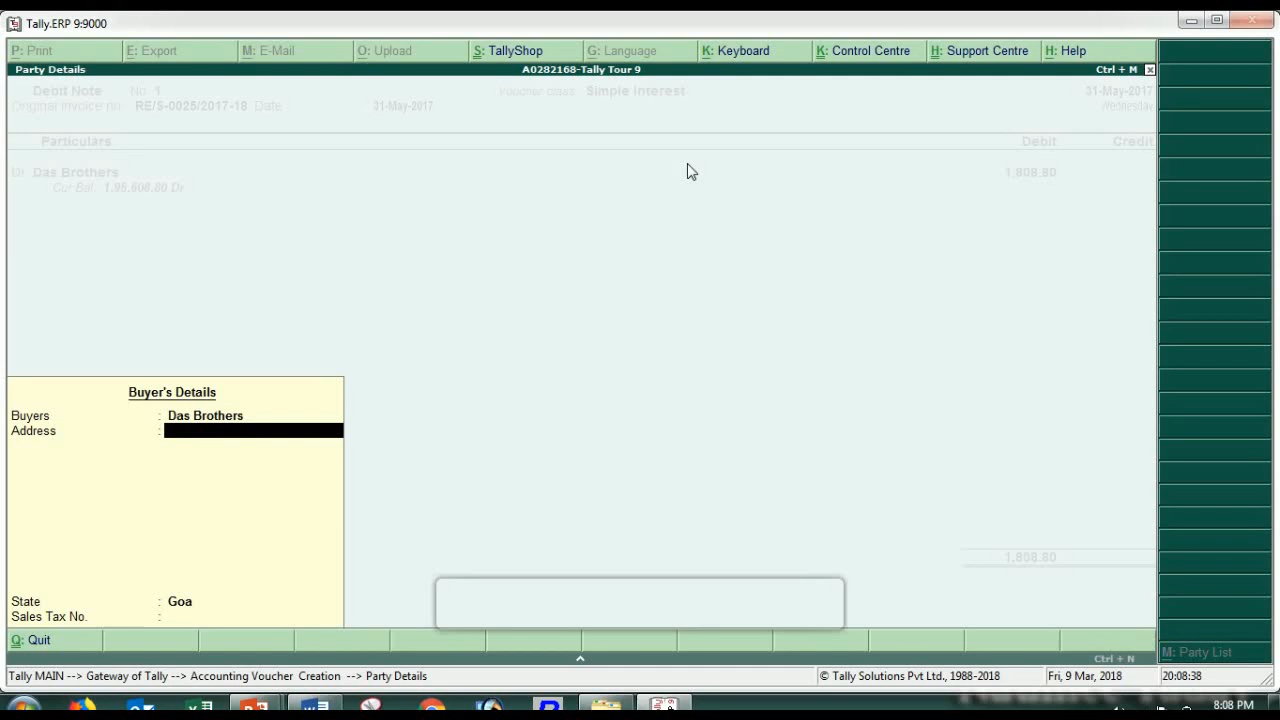 Tally.ERP 9:9000
P: Print E: Export M: E-Mail O: Upload S: TallyShop G: Language K: Keyboard K: Control Centre H: Support Centre H: Help
Party Details A0282168-Tally Tour 9 Ctrl + M
Debit Note No. 1 Voucher class: Simple Interest 31-May-2017
Original invoice no. RE/S-0025/2017-18 Date 31-May-2017 Wednesday
Particulars Debit Credit
Dr Das Brothers 1,808.80
Cur Bal: 1,96,608.80 Dr
Buyer's Details
Buyers : Das Brothers
Address :
1,808.80
State : Goa
Sales Tax No. :
Q: Quit
M: Party List
Ctrl + N
Tally MAIN --> Gateway of Tally --> Accounting Voucher Creation --> Party Details © Tally Solutions Pvt Ltd., 1988-2018 Fri, 9 Mar, 2018 20:08:38
8:08 PM